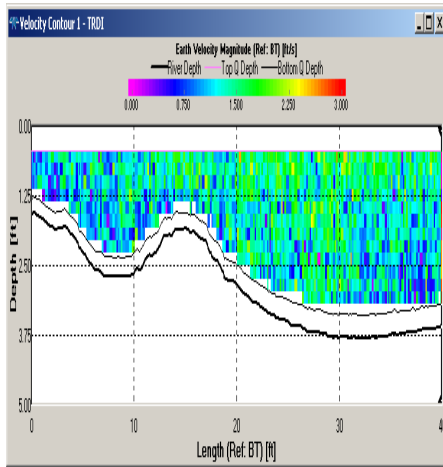 Velocity Contour 1 - TRDI
Earth Velocity Magnitude (Ref: BT) [ft/s]
River Depth Top Q Depth Bottom Q Depth
0.000 0.750 1.500 2.250 3.000
0.00
1.25
2.50
3.75
5.00
Depth [ft]
0 10 20 30 40
Length (Ref: BT) [ft]